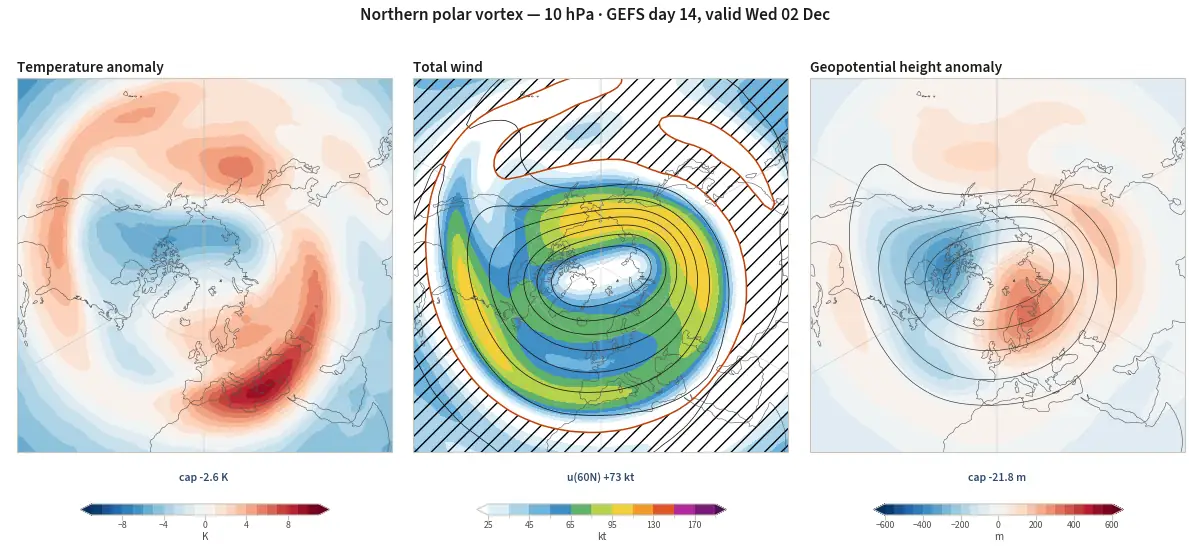 Northern polar vortex — 10 hPa · GEFS day 14, valid Wed 02 Dec
Temperature anomaly
Total wind
Geopotential height anomaly
cap -2.6 K
u(60N) +73 kt
cap -21.8 m
−8 −4 0 4 8
K
25 45 65 95 130 170
kt
−600 −400 −200 0 200 400 600
m